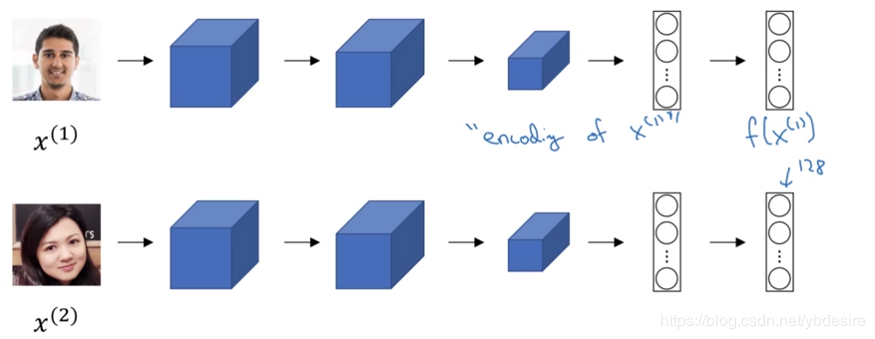 x⁽¹⁾
"encoding of x⁽¹⁾"
f(x⁽¹⁾)
↓ 128
x⁽²⁾
https://blog.csdn.net/ybdesire